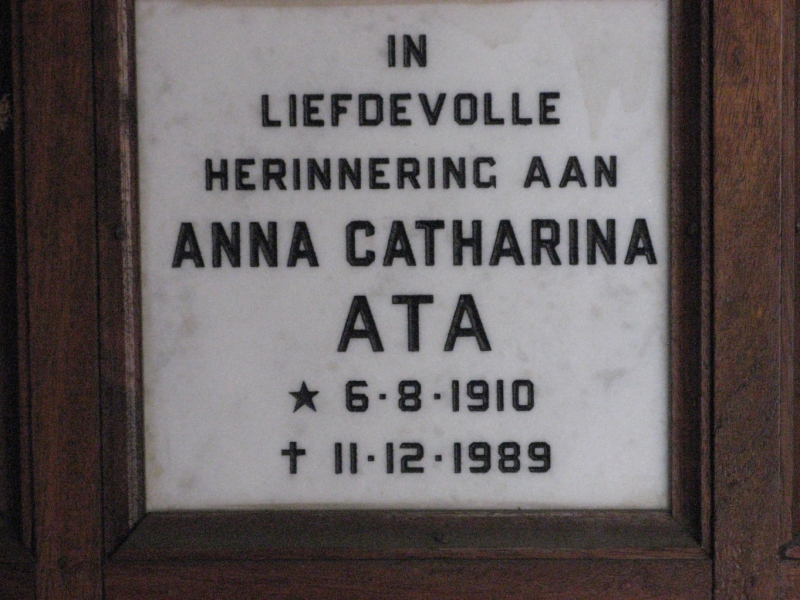 IN
LIEFDEVOLLE
HERINNERING AAN
ANNA CATHARINA
ATA
★ 6·8·1910
✝ 11·12·1989